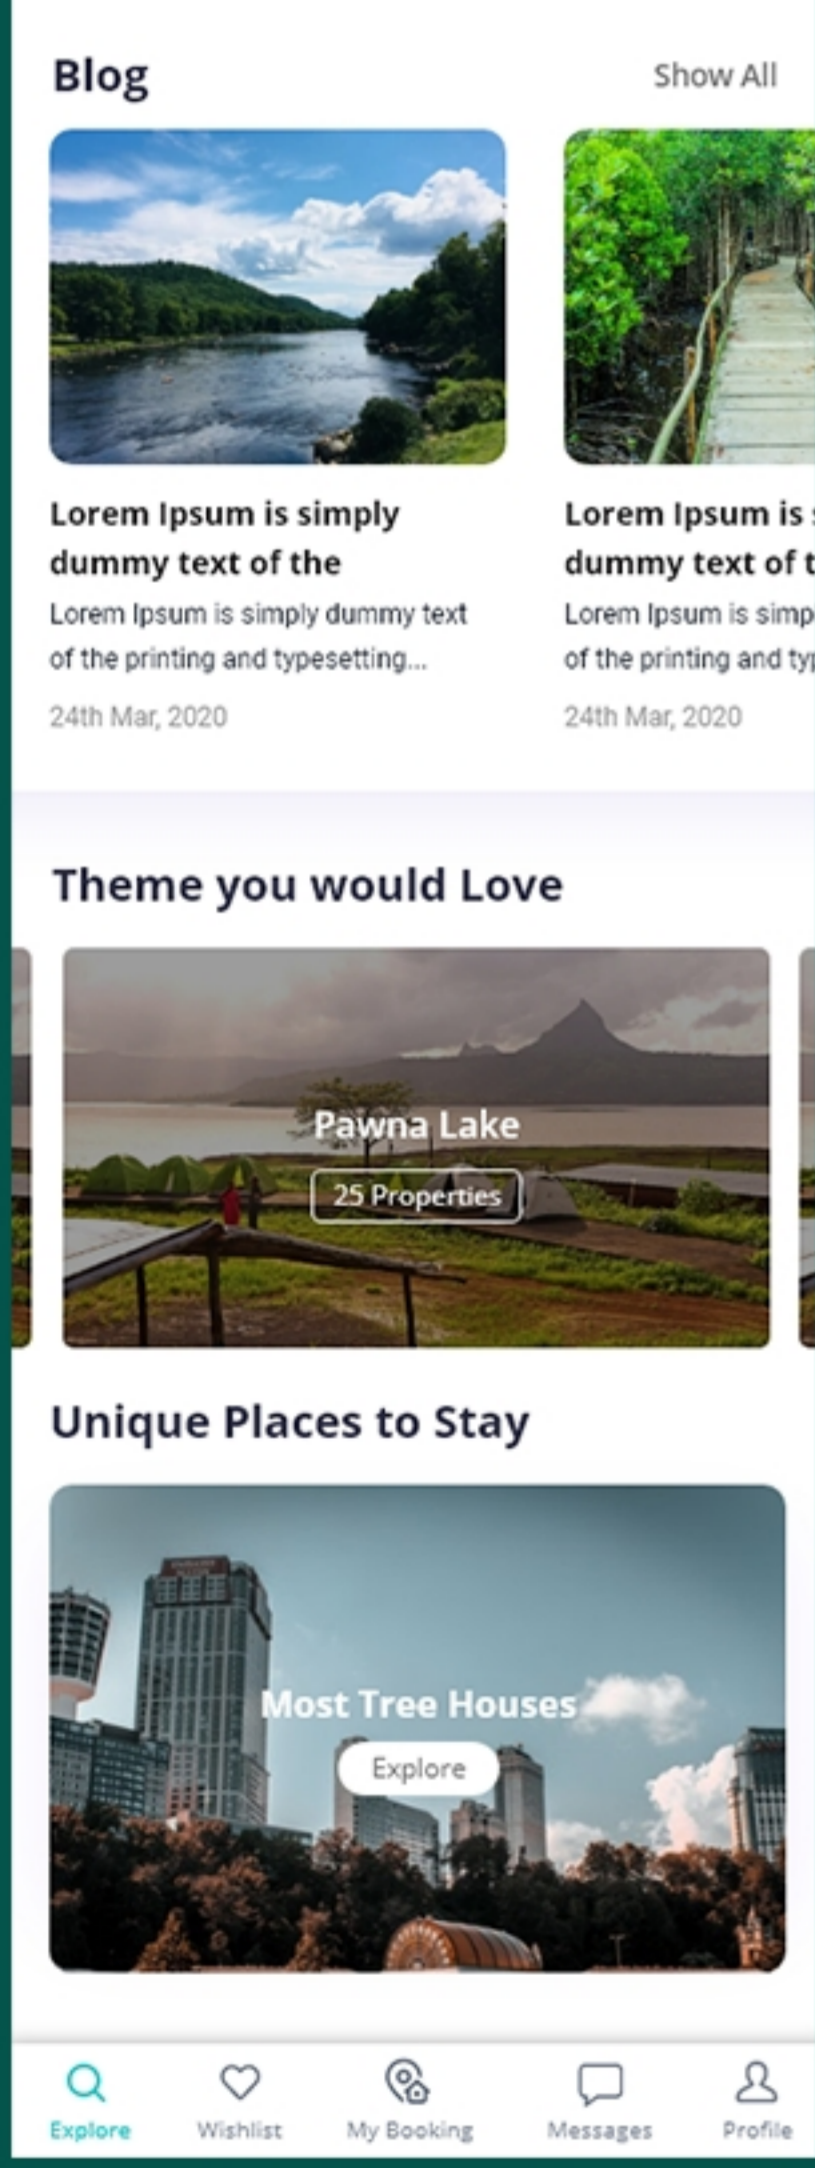 Blog
Show All
Lorem Ipsum is simply
dummy text of the
Lorem Ipsum is simply dummy text
of the printing and typesetting...
24th Mar, 2020
Lorem Ipsum is
dummy text of t
Lorem Ipsum is simp
of the printing and typ
24th Mar, 2020
Theme you would Love
Pawna Lake
25 Properties
Unique Places to Stay
Most Tree Houses
Explore
Explore
Wishlist
My Booking
Messages
Profile